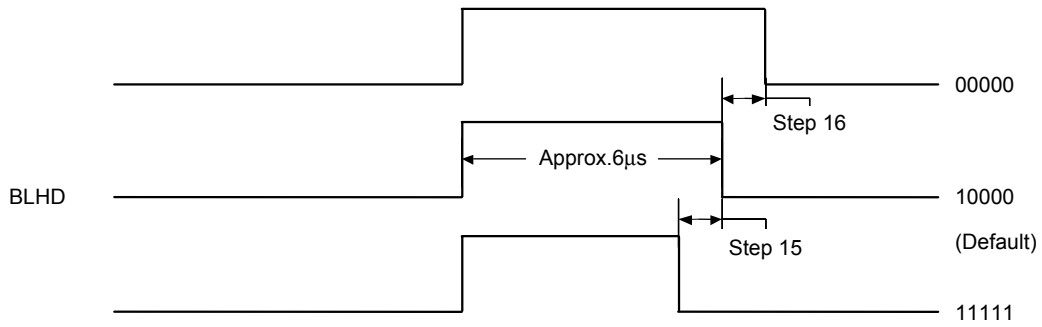 00000
Step 16
Approx.6μs
BLHD
10000
Step 15
(Default)
11111